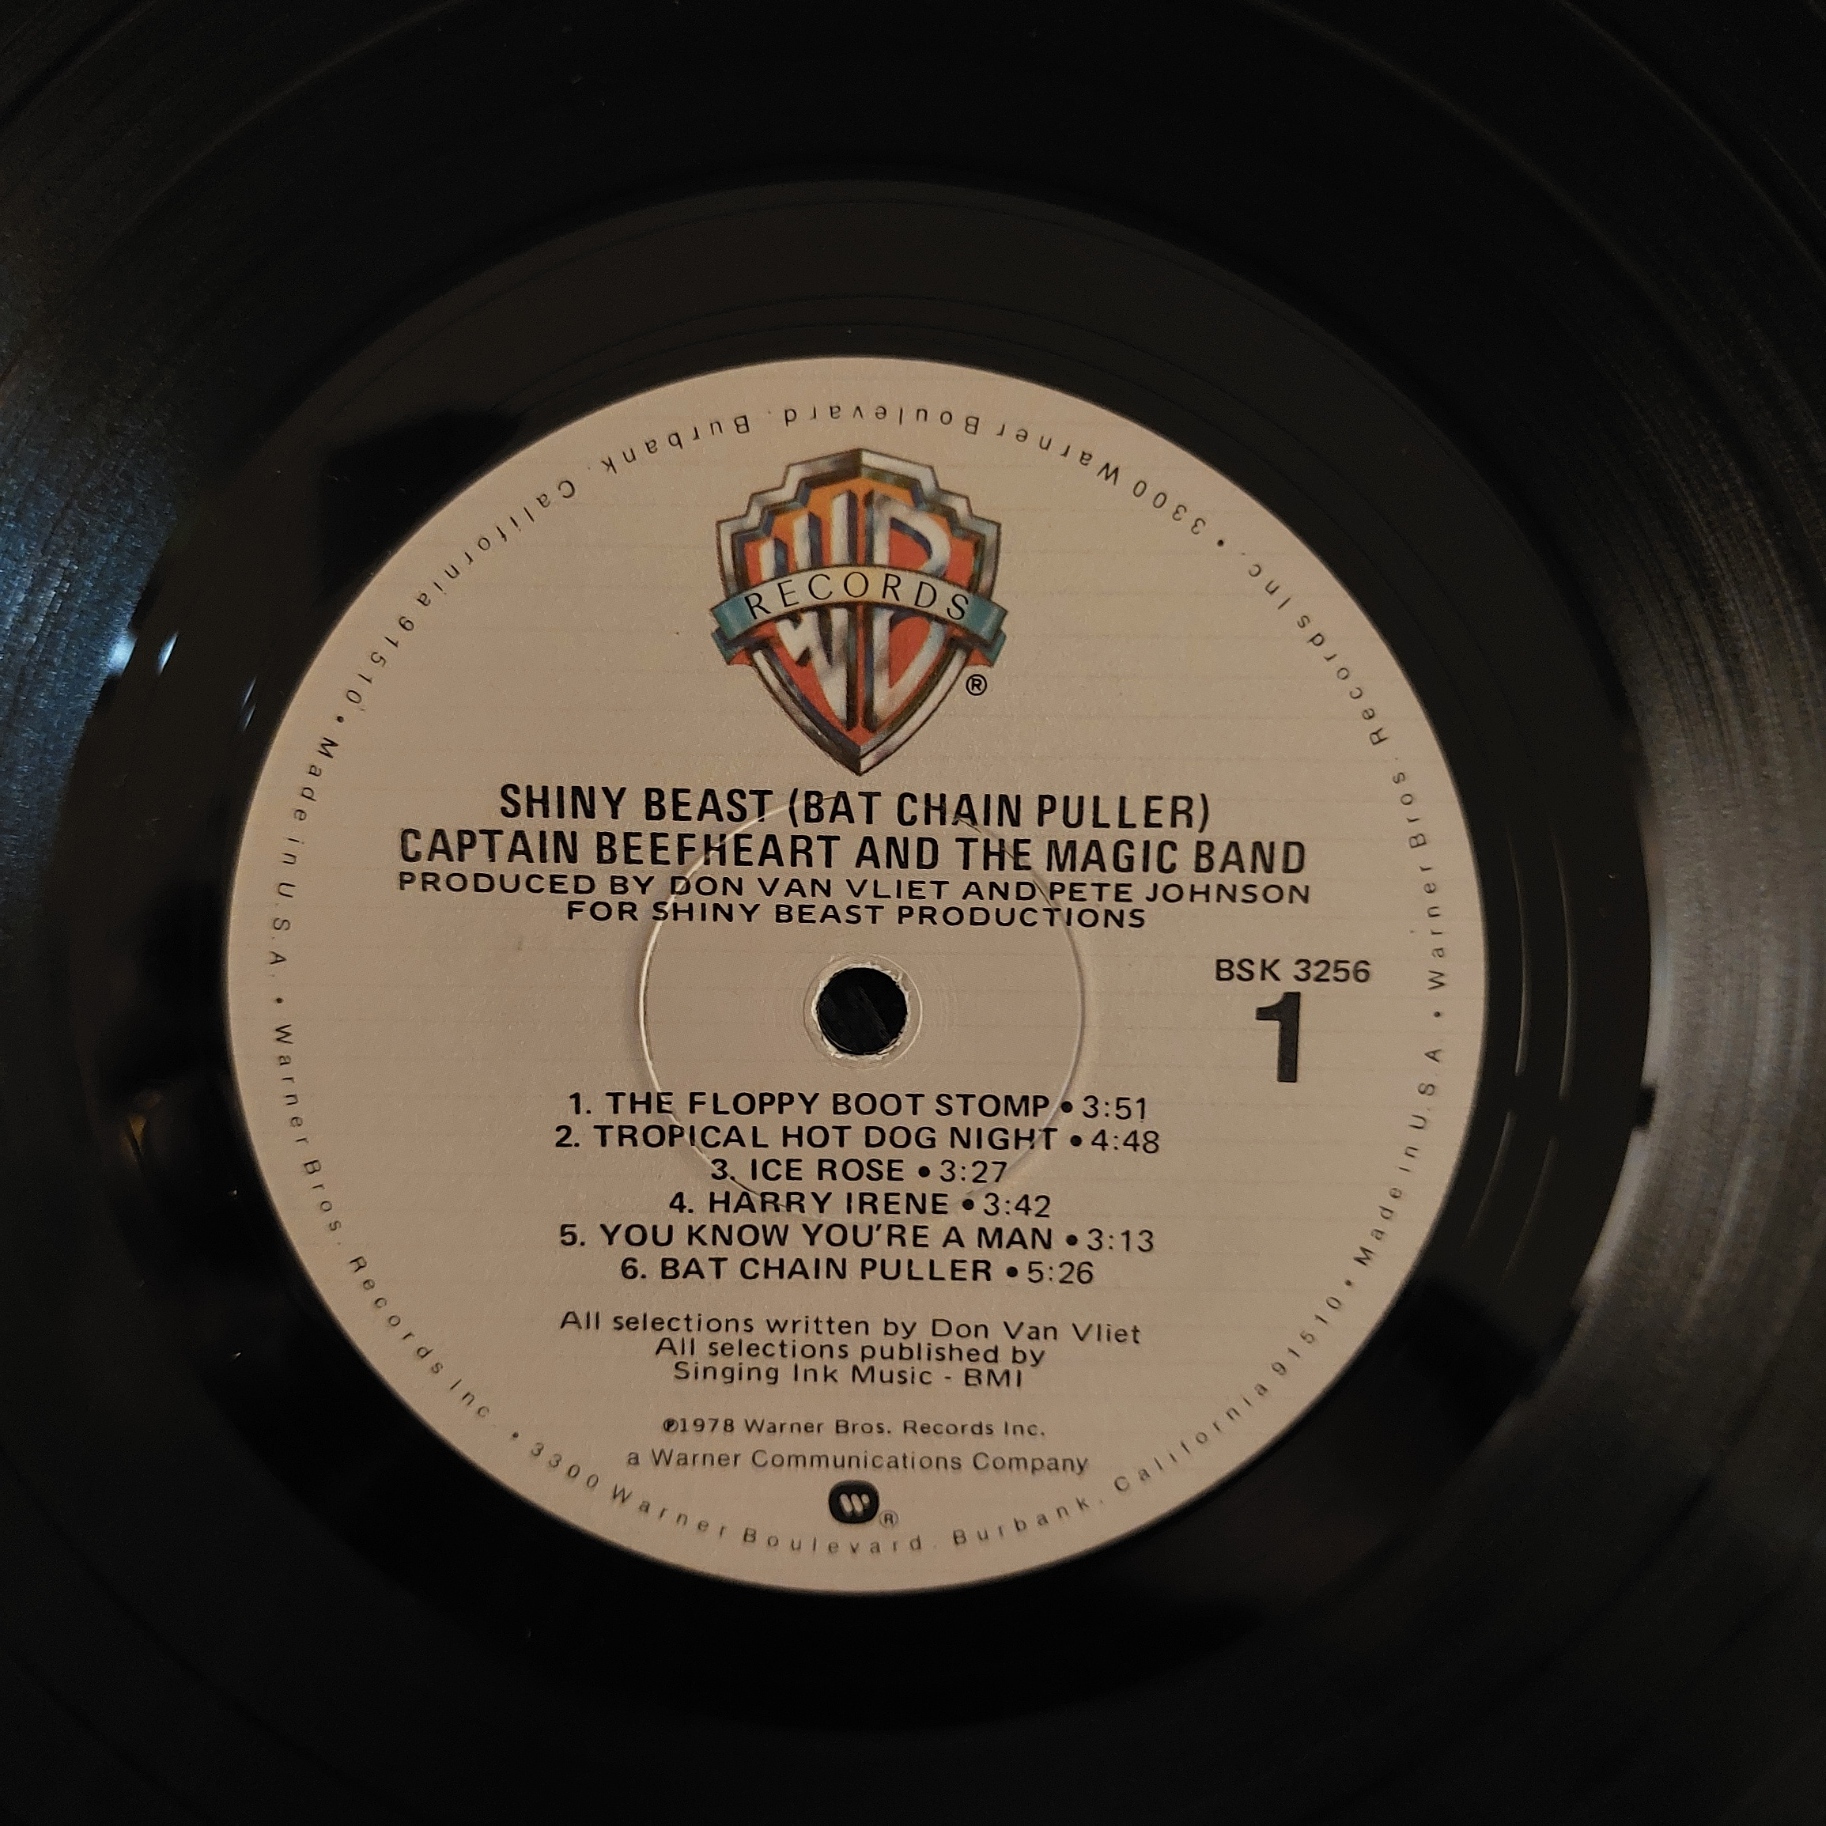 WB
RECORDS
®
SHINY BEAST (BAT CHAIN PULLER)
CAPTAIN BEEFHEART AND THE MAGIC BAND
PRODUCED BY DON VAN VLIET AND PETE JOHNSON
FOR SHINY BEAST PRODUCTIONS
BSK 3256
1
1. THE FLOPPY BOOT STOMP • 3:51
2. TROPICAL HOT DOG NIGHT • 4:48
3. ICE ROSE • 3:27
4. HARRY IRENE • 3:42
5. YOU KNOW YOU'RE A MAN • 3:13
6. BAT CHAIN PULLER • 5:26
All selections written by Don Van Vliet
All selections published by
Singing Ink Music - BMI
℗1978 Warner Bros. Records Inc.
a Warner Communications Company
W ®
Warner Bros. Records Inc. • 3300 Warner Boulevard. Burbank. California 91510 • Made in U.S.A. • Warner Bros. Records Inc. • 3300 Warner Boulevard. Burbank. California 91510 • Made in U.S.A. •